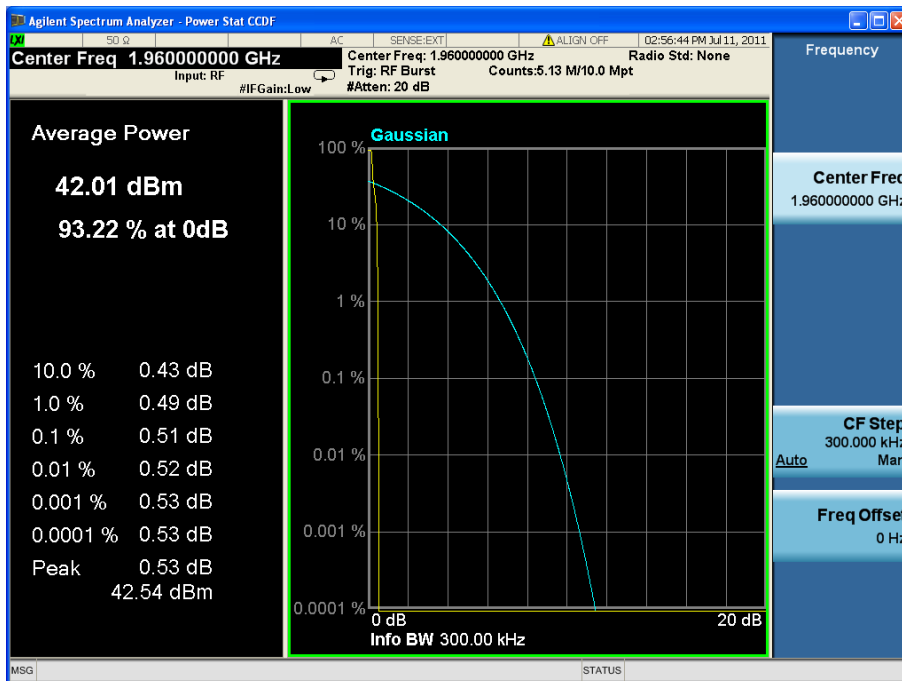 Agilent Spectrum Analyzer - Power Stat CCDF
LXI 50 Ω AC SENSE:EXT ALIGN OFF 02:56:44 PM Jul 11, 2011
Center Freq 1.960000000 GHz
Input: RF
#IFGain:Low
Center Freq: 1.960000000 GHz Radio Std: None
Trig: RF Burst Counts:5.13 M/10.0 Mpt
#Atten: 20 dB
Average Power
42.01 dBm
93.22 % at 0dB
10.0 % 0.43 dB
1.0 % 0.49 dB
0.1 % 0.51 dB
0.01 % 0.52 dB
0.001 % 0.53 dB
0.0001 % 0.53 dB
Peak 0.53 dB
42.54 dBm
Gaussian
100 %
10 %
1 %
0.1 %
0.01 %
0.001 %
0.0001 %
0 dB 20 dB
Info BW 300.00 kHz
Frequency
Center Freq
1.960000000 GHz
CF Step
300.000 kHz
Auto Man
Freq Offset
0 Hz
MSG STATUS